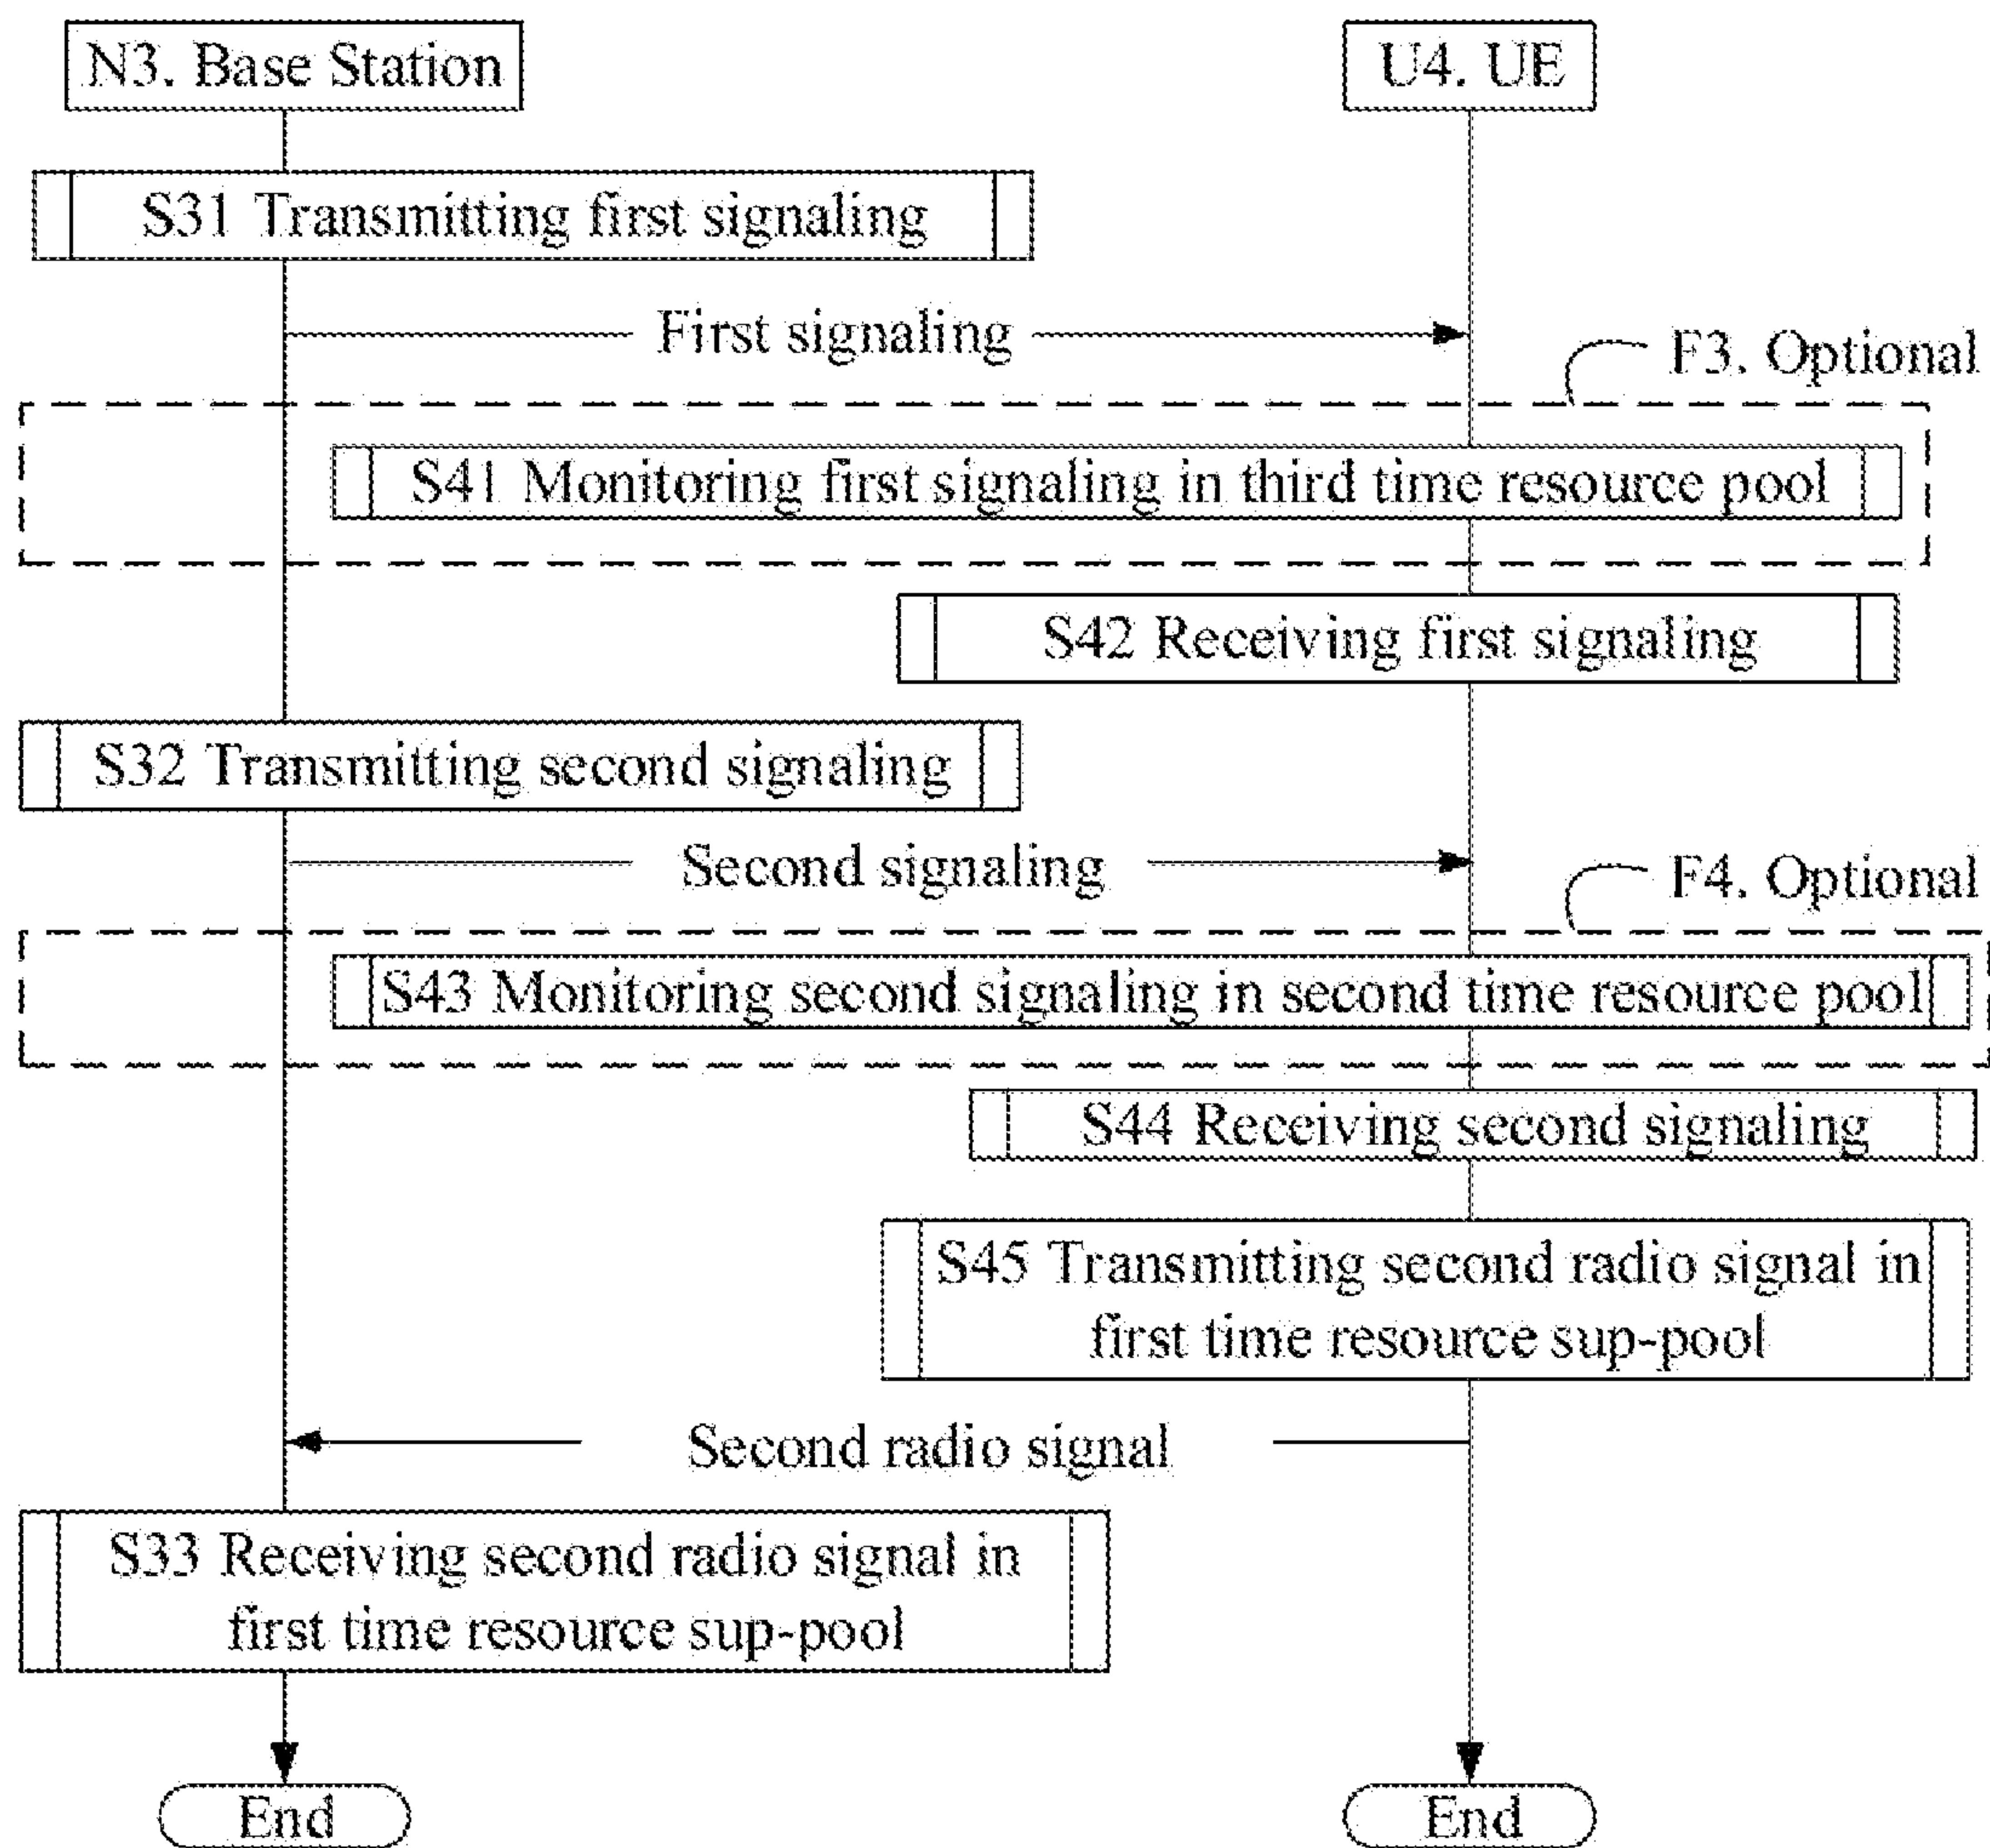 N3. Base Station
U4. UE
S31 Transmitting first signaling
First signaling
F3. Optional
S41 Monitoring first signaling in third time resource pool
S42 Receiving first signaling
S32 Transmitting second signaling
Second signaling
F4. Optional
S43 Monitoring second signaling in second time resource pool
S44 Receiving second signaling
S45 Transmitting second radio signal in
first time resource sup-pool
Second radio signal
S33 Receiving second radio signal in
first time resource sup-pool
End
End